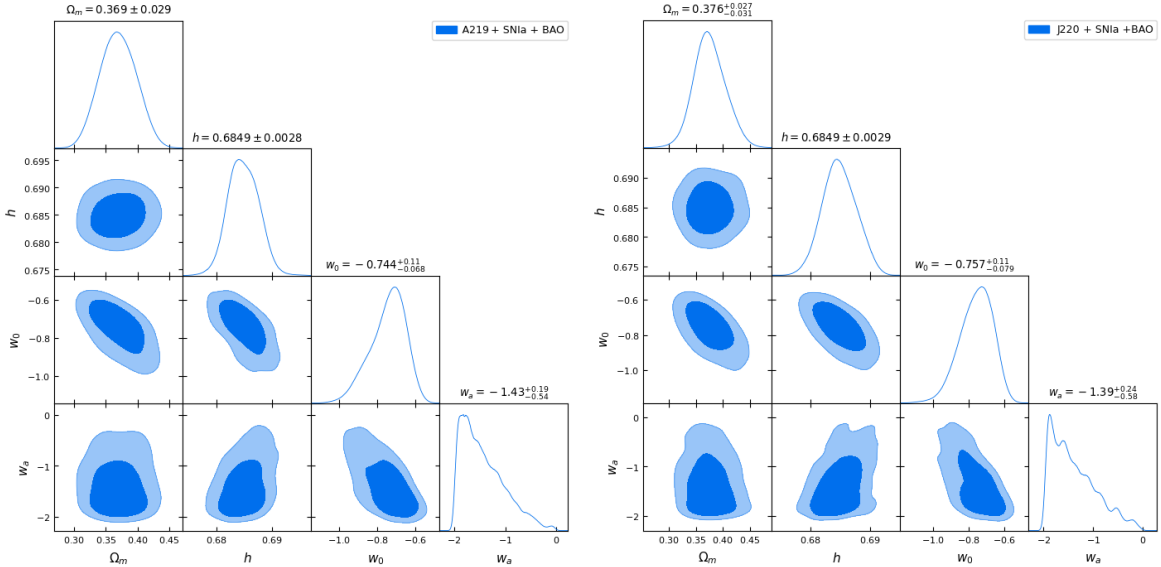 Ωₘ = 0.369 ± 0.029
A219 + SNIa + BAO
h = 0.6849 ± 0.0028
0.695
0.690
0.685
0.680
0.675
h
w₀ = −0.744⁺⁰·¹¹₋₀.₀₆₈
−0.6
−0.8
−1.0
w₀
wₐ = −1.43⁺⁰·¹⁹₋₀.₅₄
0
−1
−2
wₐ
0.30 0.35 0.40 0.45 0.68 0.69 −1.0 −0.8 −0.6 −2 −1 0
Ωₘ h w₀ wₐ
Ωₘ = 0.376⁺⁰·⁰²⁷₋₀.₀₃₁
J220 + SNIa +BAO
h = 0.6849 ± 0.0029
0.690
0.685
0.680
0.675
h
w₀ = −0.757⁺⁰·¹¹₋₀.₀₇₉
−0.6
−0.8
−1.0
w₀
wₐ = −1.39⁺⁰·²⁴₋₀.₅₈
0
−1
−2
wₐ
0.30 0.35 0.40 0.45 0.68 0.69 −1.0 −0.8 −0.6 −2 −1 0
Ωₘ h w₀ wₐ